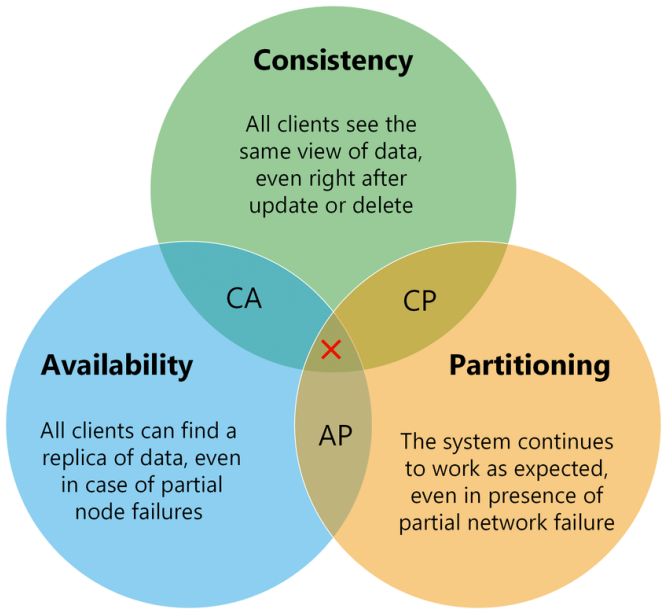 Consistency
All clients see the
same view of data,
even right after
update or delete
CA
CP
Availability
All clients can find a
replica of data, even
in case of partial
node failures
Partitioning
The system continues
to work as expected,
even in presence of
partial network failure
AP